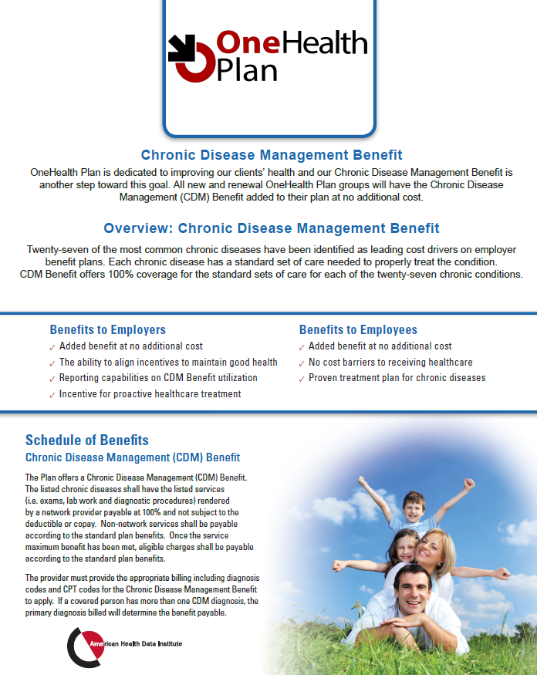 OneHealth
Plan
Chronic Disease Management Benefit
OneHealth Plan is dedicated to improving our clients' health and our Chronic Disease Management Benefit is
another step toward this goal. All new and renewal OneHealth Plan groups will have the Chronic Disease
Management (CDM) Benefit added to their plan at no additional cost.
Overview: Chronic Disease Management Benefit
Twenty-seven of the most common chronic diseases have been identified as leading cost drivers on employer
benefit plans. Each chronic disease has a standard set of care needed to properly treat the condition.
CDM Benefit offers 100% coverage for the standard sets of care for each of the twenty-seven chronic conditions.
Benefits to Employers
✓ Added benefit at no additional cost
✓ The ability to align incentives to maintain good health
✓ Reporting capabilities on CDM Benefit utilization
✓ Incentive for proactive healthcare treatment
Benefits to Employees
✓ Added benefit at no additional cost
✓ No cost barriers to receiving healthcare
✓ Proven treatment plan for chronic diseases
Schedule of Benefits
Chronic Disease Management (CDM) Benefit
The Plan offers a Chronic Disease Management (CDM) Benefit.
The listed chronic diseases shall have the listed services
(i.e. exams, lab work and diagnostic procedures) rendered
by a network provider payable at 100% and not subject to the
deductible or copay. Non-network services shall be payable
according to the standard plan benefits. Once the service
maximum benefit has been met, eligible charges shall be payable
according to the standard plan benefits.
The provider must provide the appropriate billing including diagnosis
codes and CPT codes for the Chronic Disease Management Benefit
to apply. If a covered person has more than one CDM diagnosis, the
primary diagnosis billed will determine the benefit payable.
American Health Data Institute